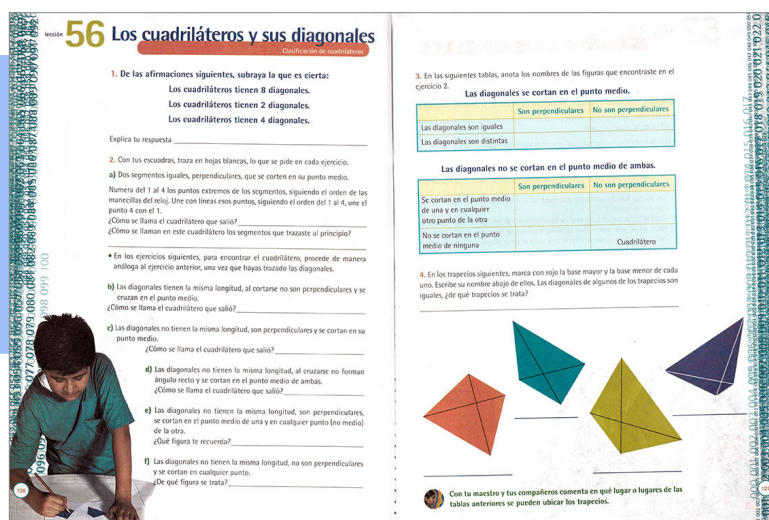 lección 56 Los cuadriláteros y sus diagonales
Clasificación de cuadriláteros
1. De las afirmaciones siguientes, subraya la que es cierta:
Los cuadriláteros tienen 8 diagonales.
Los cuadriláteros tienen 2 diagonales.
Los cuadriláteros tienen 4 diagonales.
Explica tu respuesta
2. Con tus escuadras, traza en hojas blancas, lo que se pide en cada ejercicio.
a) Dos segmentos iguales, perpendiculares, que se corten en su punto medio.
Numera del 1 al 4 los puntos extremos de los segmentos, siguiendo el orden de las
manecillas del reloj. Une con líneas esos puntos, siguiendo el orden del 1 al 4, une el
punto 4 con el 1.
¿Cómo se llama el cuadrilátero que salió?
¿Cómo se llaman en este cuadrilátero los segmentos que trazaste al principio?
• En los ejercicios siguientes, para encontrar el cuadrilátero, procede de manera
análoga al ejercicio anterior, una vez que hayas trazado las diagonales.
b) Las diagonales tienen la misma longitud, al cortarse no son perpendiculares y se
cruzan en el punto medio.
¿Cómo se llama el cuadrilátero que salió?
c) Las diagonales no tienen la misma longitud, son perpendiculares y se cortan en su
punto medio.
¿Cómo se llama el cuadrilátero que salió?
d) Las diagonales no tienen la misma longitud, al cruzarse no forman
ángulo recto y se cortan en el punto medio de ambas.
¿Cómo se llama el cuadrilátero que salió?
e) Las diagonales no tienen la misma longitud, son perpendiculares,
se cortan en el punto medio de una y en cualquier punto (no medio)
de la otra.
¿Qué figura te recuerda?
f) Las diagonales no tienen la misma longitud, no son perpendiculares
y se cortan en cualquier punto.
¿De qué figura se trata?
126
3. En las siguientes tablas, anota los nombres de las figuras que encontraste en el
ejercicio 2.
Las diagonales se cortan en el punto medio.
Son perpendiculares No son perpendiculares
Las diagonales son iguales
Las diagonales son distintas
Las diagonales no se cortan en el punto medio de ambas.
Son perpendiculares No son perpendiculares
Se cortan en el punto medio
de una y en cualquier
otro punto de la otra
No se cortan en el punto
medio de ninguna
Cuadrilátero
4. En los trapecios siguientes, marca con rojo la base mayor y la base menor de cada
uno. Escribe su nombre abajo de ellos. Las diagonales de algunos de los trapecios son
iguales, ¿de qué trapecios se trata?
Con tu maestro y tus compañeros comenta en qué lugar o lugares de las
tablas anteriores se pueden ubicar los trapecios.